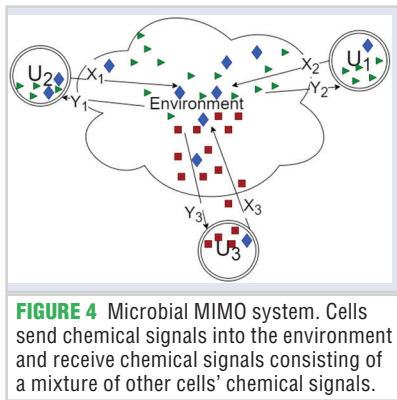 U₂
X₁
Y₁
Environment
X₂
Y₂
U₁
Y₃
X₃
U₃
FIGURE 4 Microbial MIMO system. Cells
send chemical signals into the environment
and receive chemical signals consisting of
a mixture of other cells’ chemical signals.